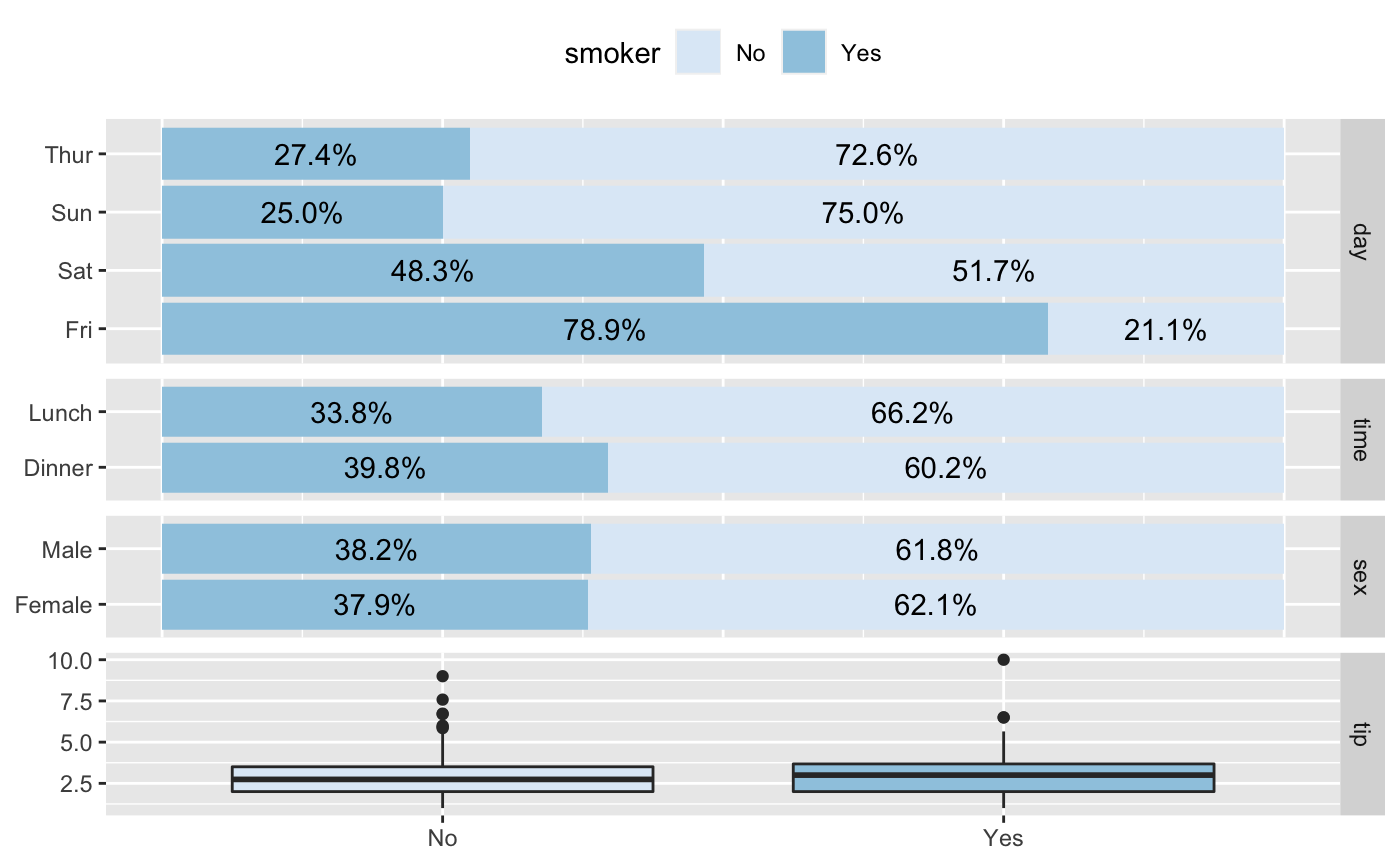 smoker No Yes
Thur 27.4% 72.6%
Sun 25.0% 75.0%
Sat 48.3% 51.7%
Fri 78.9% 21.1%
day
Lunch 33.8% 66.2%
Dinner 39.8% 60.2%
time
Male 38.2% 61.8%
Female 37.9% 62.1%
sex
10.0
7.5
5.0
2.5
tip
No Yes